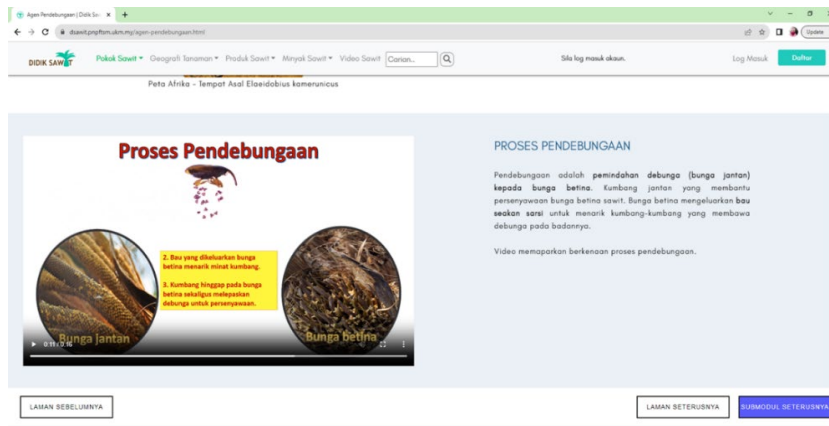 Agen Pendebungaan | Didik Sa
dsawit.pnpftsm.ukm.my/agen-pendebungaan.html
Update
DIDIK SAWIT
Pokok Sawit Geografi Tanaman Produk Sawit Minyak Sawit Video Sawit Carian.. Sila log masuk akaun. Log Masuk Daftar
Peta Afrika - Tempat Asal Elaeidobius kamerunicus
Proses Pendebungaan
2. Bau yang dikeluarkan bunga
betina menarik minat kumbang.
3. Kumbang hinggap pada bunga
betina sekaligus melepaskan
debunga untuk persenyawaan.
Bunga jantan
Bunga betina
0:11 / 0:16
PROSES PENDEBUNGAAN
Pendebungaan adalah pemindahan debunga (bunga jantan)
kepada bunga betina. Kumbang jantan yang membantu
persenyawaan bunga betina sawit. Bunga betina mengeluarkan bau
seakan sarsi untuk menarik kumbang-kumbang yang membawa
debunga pada badannya.
Video memaparkan berkenaan proses pendebungaan.
LAMAN SEBELUMNYA
LAMAN SETERUSNYA
SUBMODUL SETERUSNYA